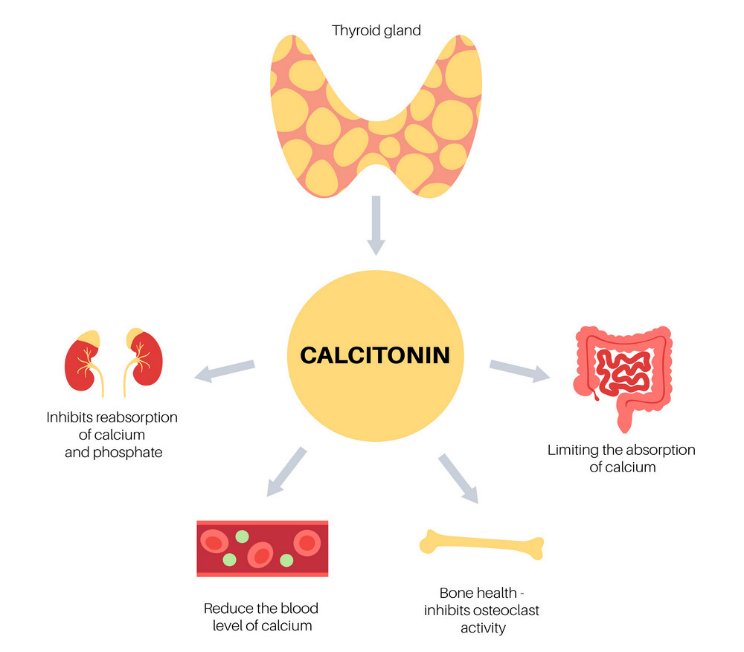 Thyroid gland
CALCITONIN
Inhibits reabsorption
of calcium
and phosphate
Limiting the absorption
of calcium
Reduce the blood
level of calcium
Bone health -
inhibits osteoclast
activity